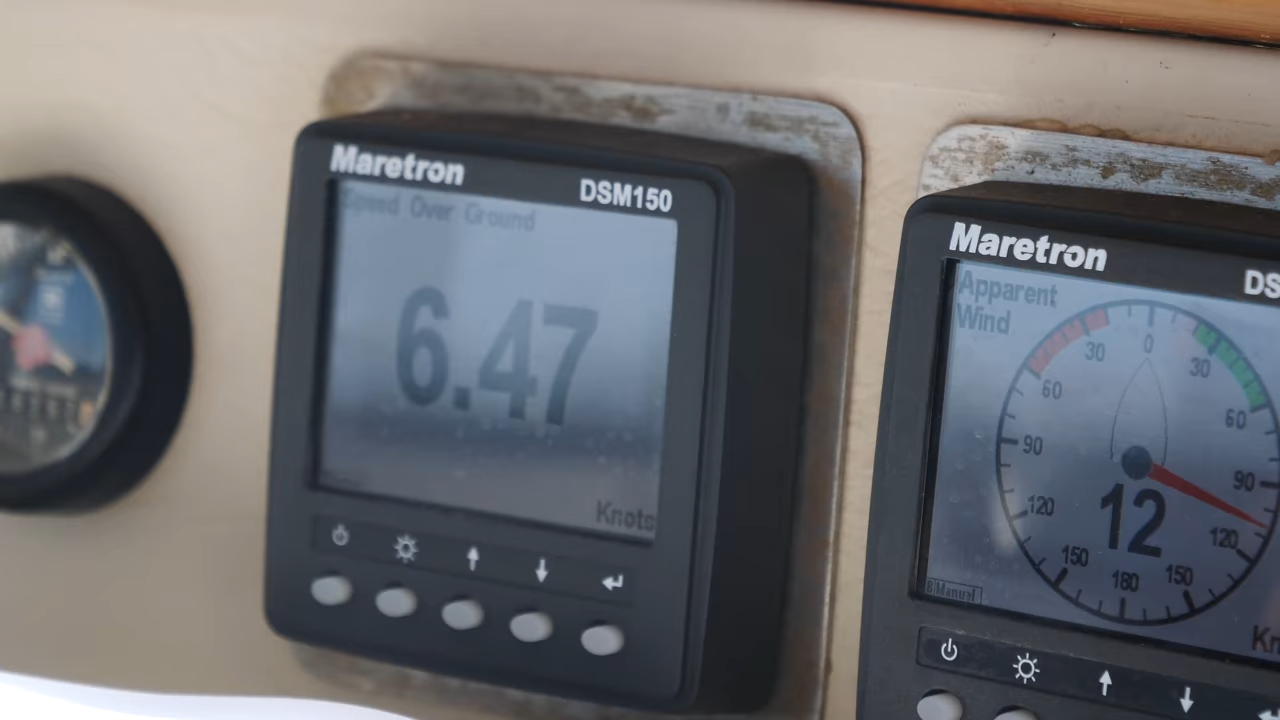 Maretron
DSM150
Speed Over Ground
6.47
Knots
Maretron
Apparent
Wind
0
30
30
60
60
90
90
120
120
150
150
180
12
Manual